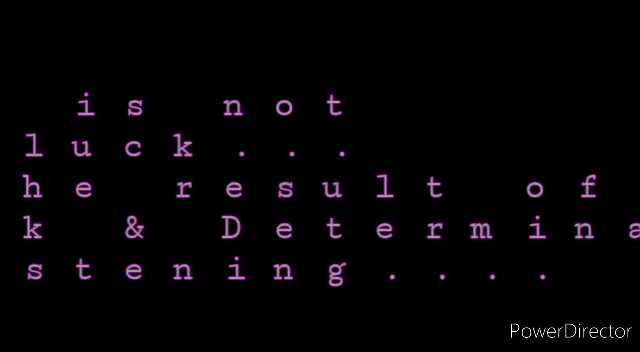 is not
luck...
he result of
k & Determina
stening....
PowerDirector